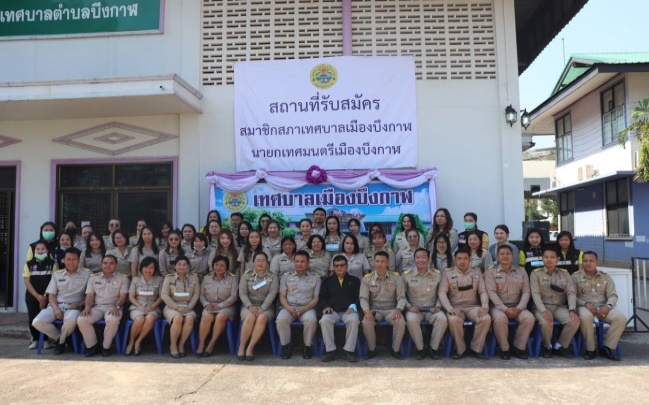 เทศบาลตำบลบึงกาฬ
สถานที่รับสมัคร
สมาชิกสภาเทศบาลเมืองบึงกาฬ
นายกเทศมนตรีเมืองบึงกาฬ
เทศบาลเมืองบึงกาฬ